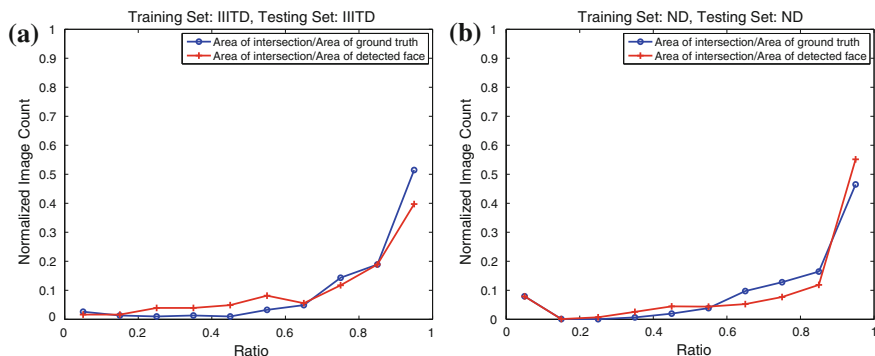 (a)
Training Set: IIITD, Testing Set: IIITD
Area of intersection/Area of ground truth
Area of intersection/Area of detected face
Normalized Image Count
1
0.9
0.8
0.7
0.6
0.5
0.4
0.3
0.2
0.1
0
0
0.2
0.4
0.6
0.8
1
Ratio
(b)
Training Set: ND, Testing Set: ND
Area of intersection/Area of ground truth
Area of intersection/Area of detected face
Normalized Image Count
1
0.9
0.8
0.7
0.6
0.5
0.4
0.3
0.2
0.1
0
0
0.2
0.4
0.6
0.8
1
Ratio